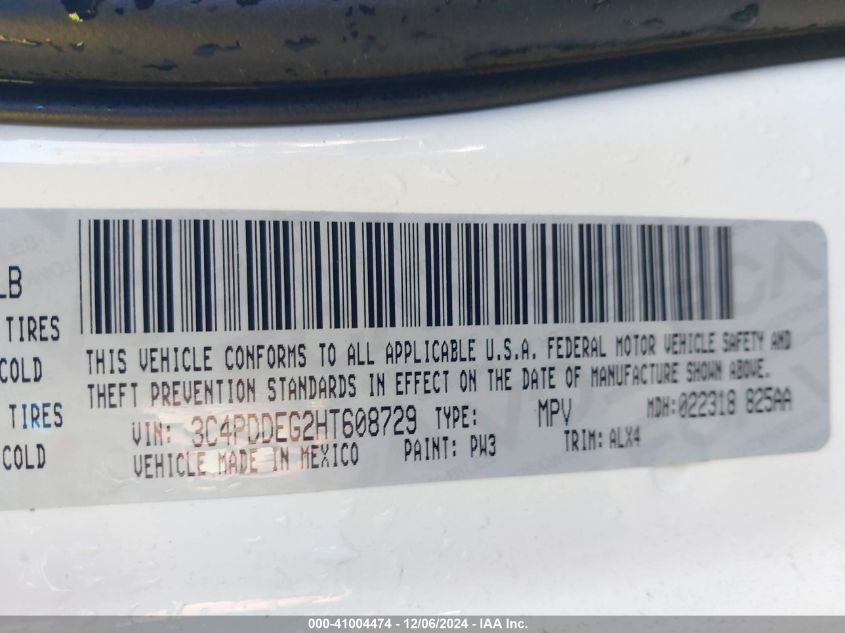 LB
TIRES
COLD
TIRES
COLD
THIS VEHICLE CONFORMS TO ALL APPLICABLE U.S.A. FEDERAL MOTOR VEHICLE SAFETY AND
THEFT PREVENTION STANDARDS IN EFFECT ON THE DATE OF MANUFACTURE SHOWN ABOVE.
VIN: 3C4PDDEG2HT608729 TYPE: MPV MDH:022318 825AA
VEHICLE MADE IN MEXICO PAINT: PW3 TRIM: ALX4
000-41004474 - 12/06/2024 - IAA Inc.